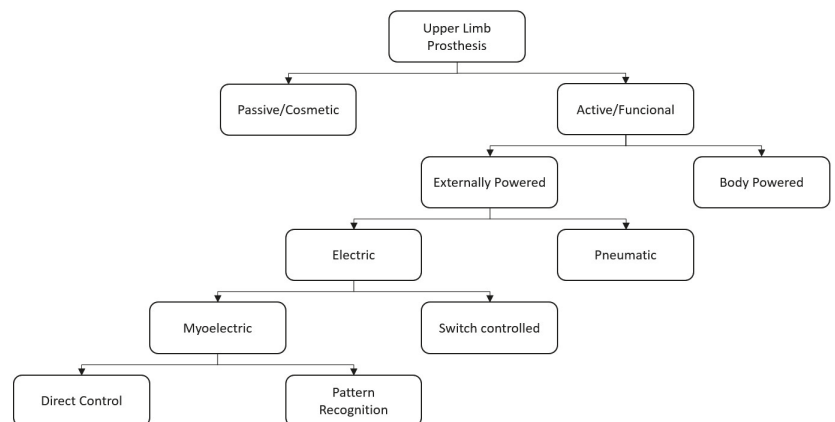 Upper Limb
Prosthesis
Passive/Cosmetic
Active/Funcional
Externally Powered
Body Powered
Electric
Pneumatic
Myoelectric
Switch controlled
Direct Control
Pattern
Recognition